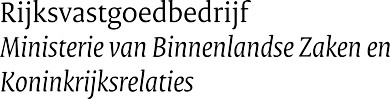 Rijksvastgoedbedrijf
Ministerie van Binnenlandse Zaken en
Koninkrijksrelaties